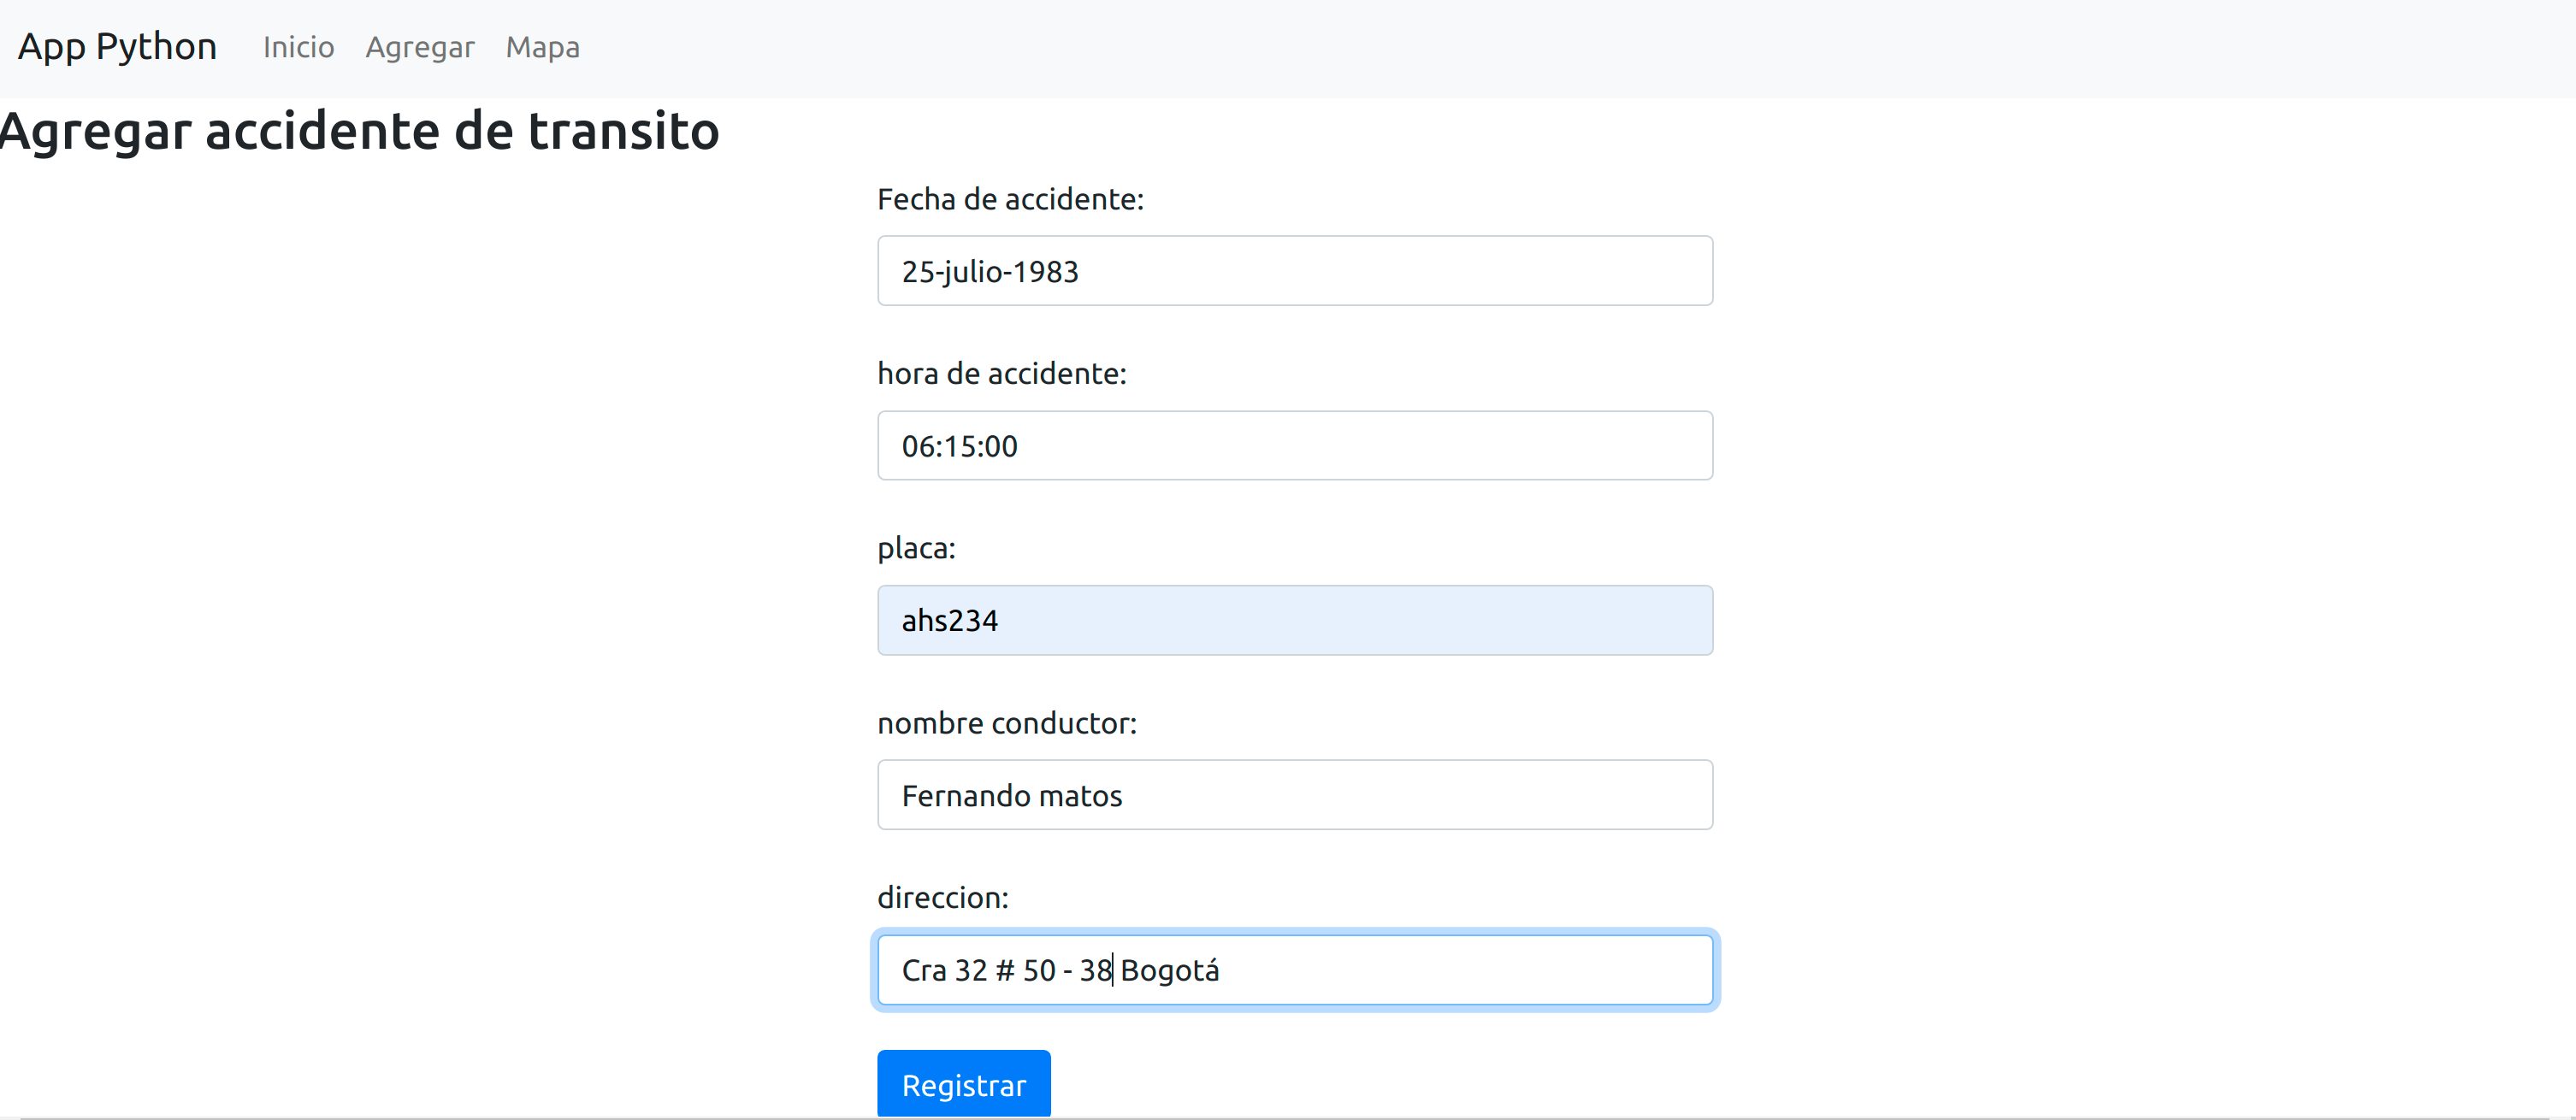 App Python Inicio Agregar Mapa
Agregar accidente de transito
Fecha de accidente:
25-julio-1983
hora de accidente:
06:15:00
placa:
ahs234
nombre conductor:
Fernando matos
direccion:
Cra 32 # 50 - 38 Bogotá
Registrar